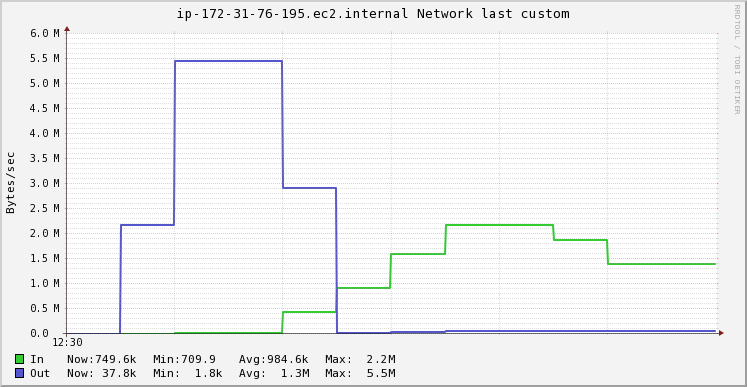 ip-172-31-76-195.ec2.internal Network last custom
RRDTOOL / TOBI OETIKER
Bytes/sec
6.0 M
5.5 M
5.0 M
4.5 M
4.0 M
3.5 M
3.0 M
2.5 M
2.0 M
1.5 M
1.0 M
0.5 M
0.0
12:30
In Now:749.6k Min:709.9 Avg:984.6k Max: 2.2M
Out Now: 37.8k Min: 1.8k Avg: 1.3M Max: 5.5M